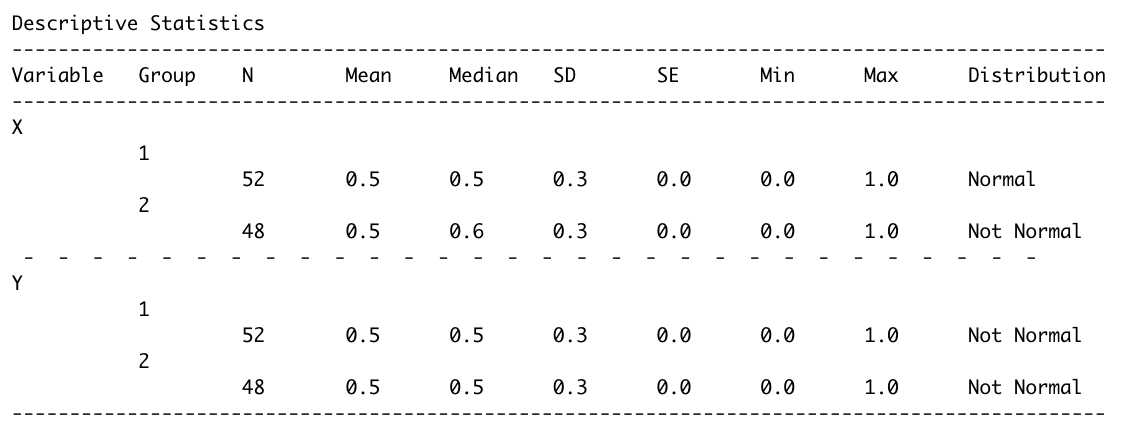 Descriptive Statistics
-----------------------------------------------------------------------------------------------
Variable   Group    N        Mean     Median   SD       SE       Min      Max      Distribution
-----------------------------------------------------------------------------------------------
X
           1
                    52       0.5      0.5      0.3      0.0      0.0      1.0      Normal
           2
                    48       0.5      0.6      0.3      0.0      0.0      1.0      Not Normal
 -  -  -  -  -  -  -  -  -  -  -  -  -  -  -  -  -  -  -  -  -  -  -  -  -  -  -  -  -  -
Y
           1
                    52       0.5      0.5      0.3      0.0      0.0      1.0      Not Normal
           2
                    48       0.5      0.5      0.3      0.0      0.0      1.0      Not Normal
-----------------------------------------------------------------------------------------------